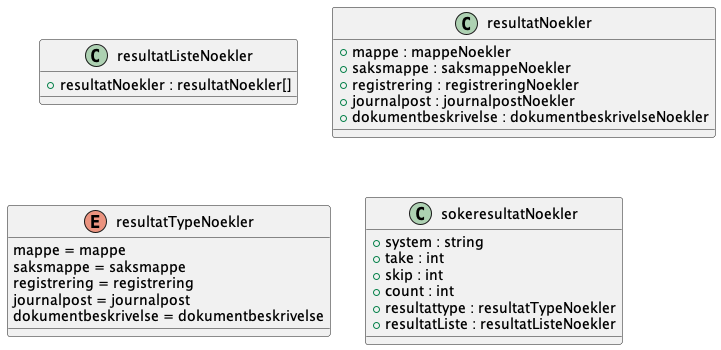 C resultatListeNoekler
resultatNoekler : resultatNoekler[]
C resultatNoekler
mappe : mappeNoekler
saksmappe : saksmappeNoekler
registrering : registreringNoekler
journalpost : journalpostNoekler
dokumentbeskrivelse : dokumentbeskrivelseNoekler
E resultatTypeNoekler
mappe = mappe
saksmappe = saksmappe
registrering = registrering
journalpost = journalpost
dokumentbeskrivelse = dokumentbeskrivelse
C sokeresultatNoekler
system : string
take : int
skip : int
count : int
resultattype : resultatTypeNoekler
resultatListe : resultatListeNoekler